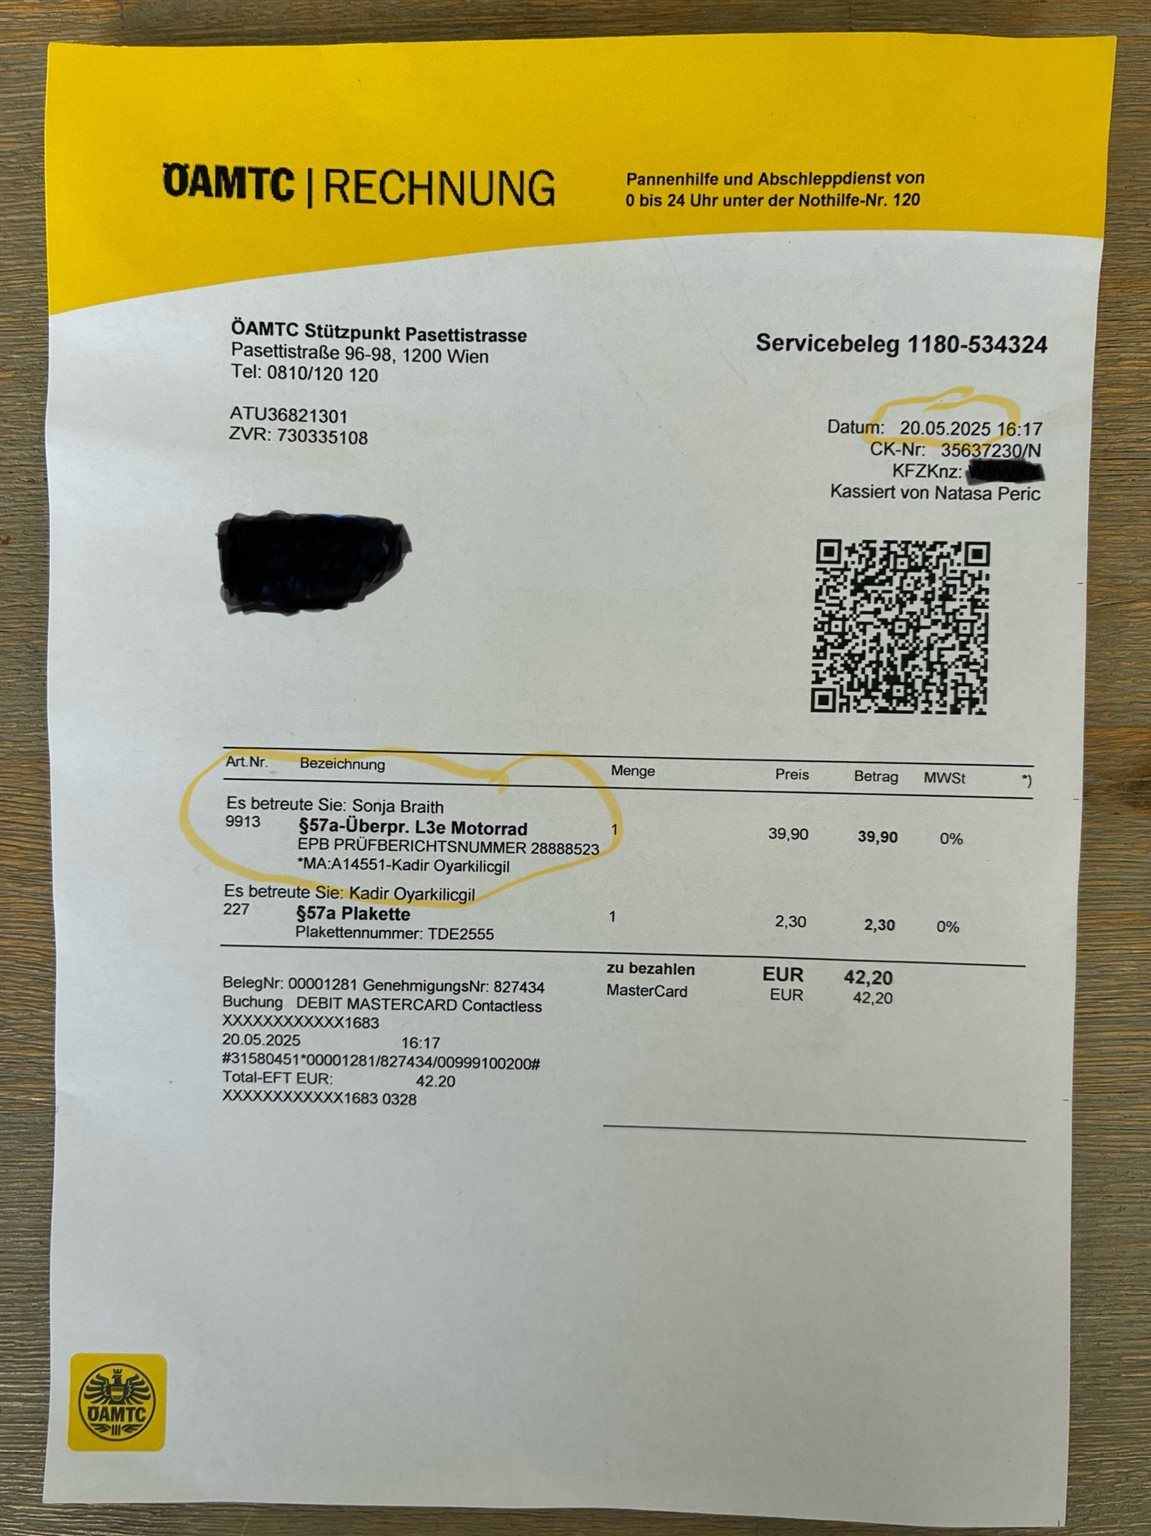 ÖAMTC | RECHNUNG
Pannenhilfe und Abschleppdienst von
0 bis 24 Uhr unter der Nothilfe-Nr. 120
ÖAMTC Stützpunkt Pasettistrasse
Pasettistraße 96-98, 1200 Wien
Tel: 0810/120 120
ATU36821301
ZVR: 730335108
Servicebeleg 1180-534324
Datum: 20.05.2025 16:17
CK-Nr: 35637230/N
KFZKnz:
Kassiert von Natasa Peric
Art.Nr. Bezeichnung Menge Preis Betrag MWSt *)
Es betreute Sie: Sonja Braith
9913 §57a-Überpr. L3e Motorrad 1 39,90 39,90 0%
EPB PRÜFBERICHTSNUMMER 28888523
*MA:A14551-Kadir Oyarkilicgil
Es betreute Sie: Kadir Oyarkilicgil
227 §57a Plakette 1 2,30 2,30 0%
Plakettennummer: TDE2555
zu bezahlen EUR 42,20
MasterCard EUR 42,20
BelegNr: 00001281 GenehmigungsNr: 827434
Buchung DEBIT MASTERCARD Contactless
XXXXXXXXXXXX1683
20.05.2025 16:17
#31580451*00001281/827434/00999100200#
Total-EFT EUR: 42.20
XXXXXXXXXXXX1683 0328
ÖAMTC